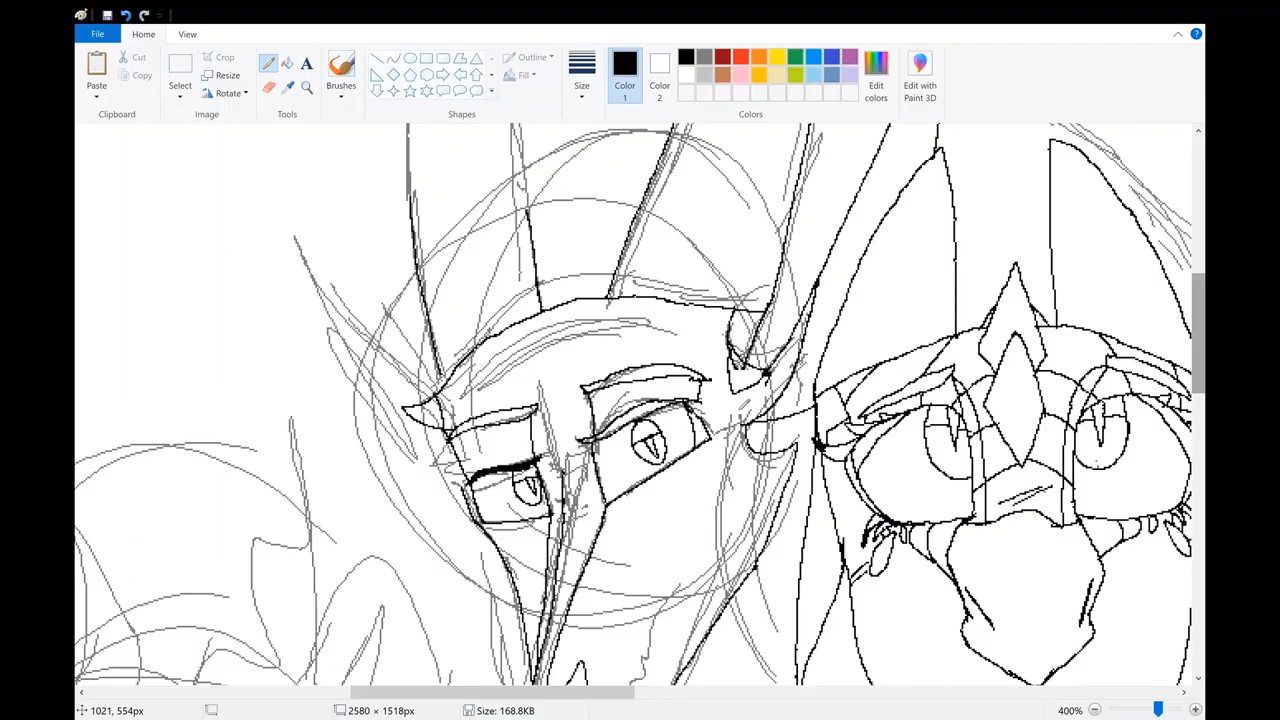 File Home View
Paste Cut Copy Clipboard
Select Crop Resize Rotate Image
A Tools
Brushes
Outline Fill Shapes
Size
Color 1
Color 2
Edit colors
Colors
Edit with Paint 3D
1021, 554px
2580 × 1518px
Size: 168.8KB
400%